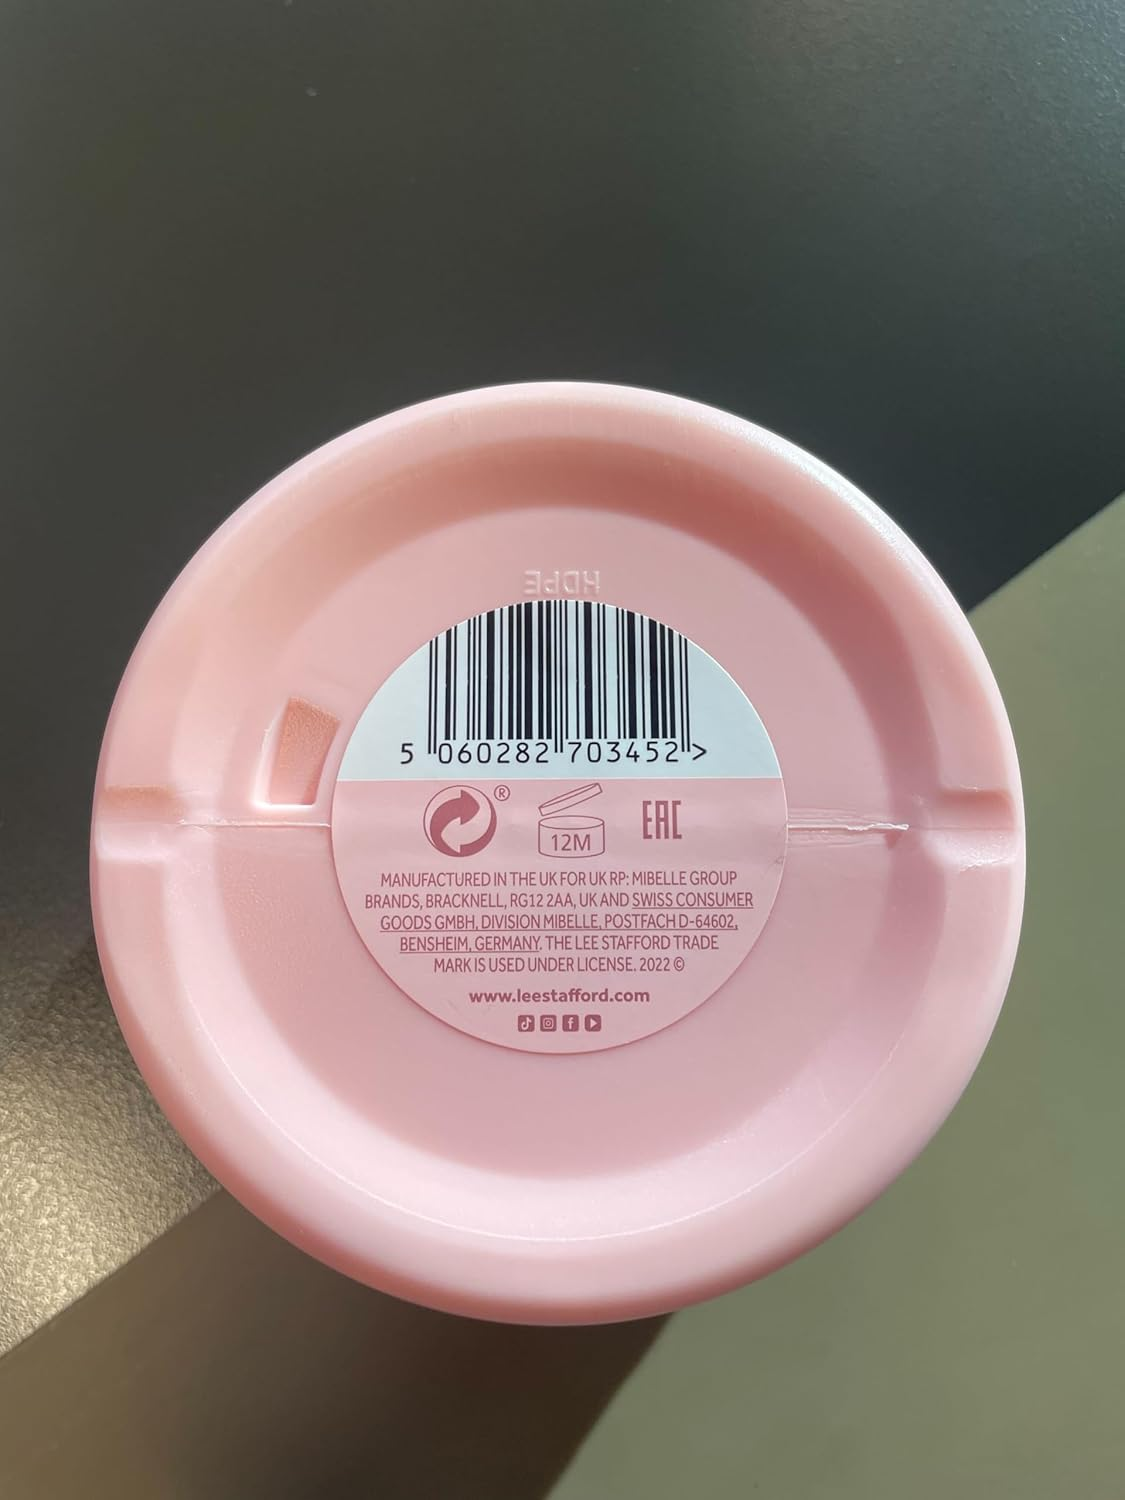 HDPE
5 060282 703452 >
®
12M
EAC
MANUFACTURED IN THE UK FOR UK RP: MIBELLE GROUP
BRANDS, BRACKNELL, RG12 2AA, UK AND SWISS CONSUMER
GOODS GMBH, DIVISION MIBELLE, POSTFACH D-64602,
BENSHEIM, GERMANY. THE LEE STAFFORD TRADE
MARK IS USED UNDER LICENSE. 2022 ©
www.leestafford.com